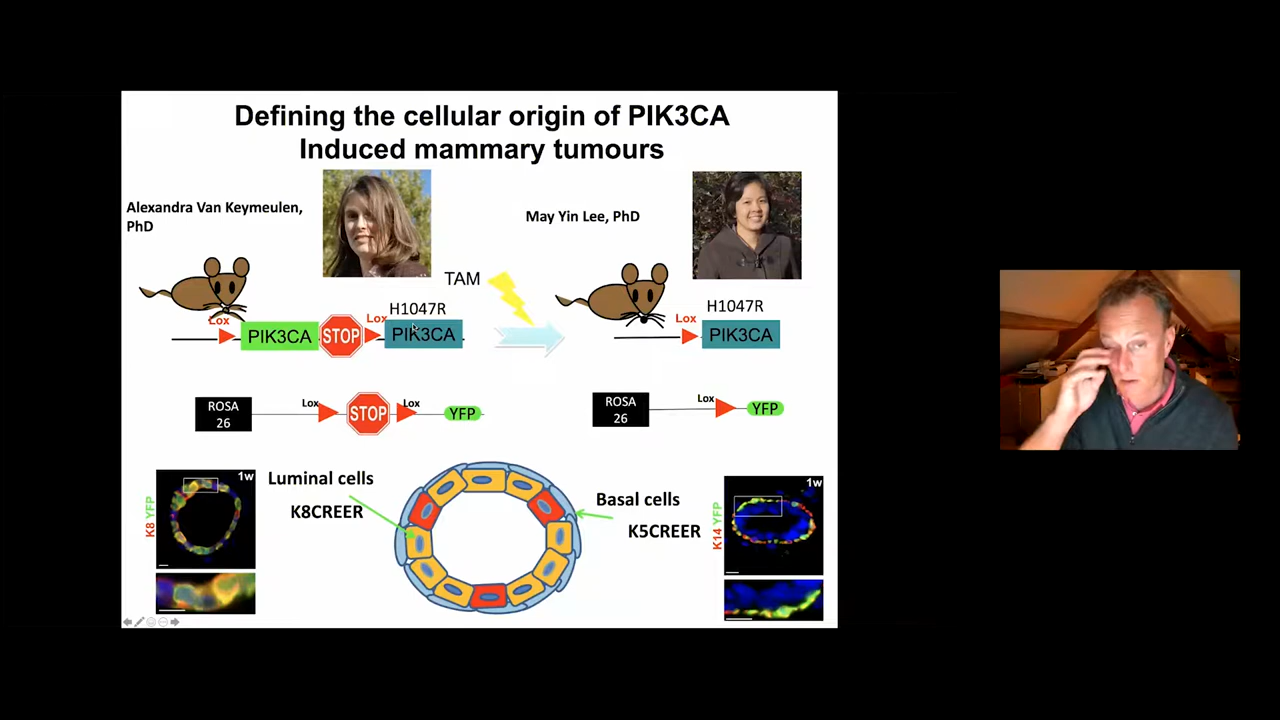 Defining the cellular origin of PIK3CA
Induced mammary tumours
Alexandra Van Keymeulen,
PhD
May Yin Lee, PhD
TAM
H1047R
H1047R
Lox
Lox
Lox
PIK3CA
STOP
PIK3CA
PIK3CA
ROSA
26
Lox
STOP
Lox
YFP
ROSA
26
Lox
YFP
1w
K8 YFP
Luminal cells
K8CREER
Basal cells
K5CREER
1w
K14 YFP